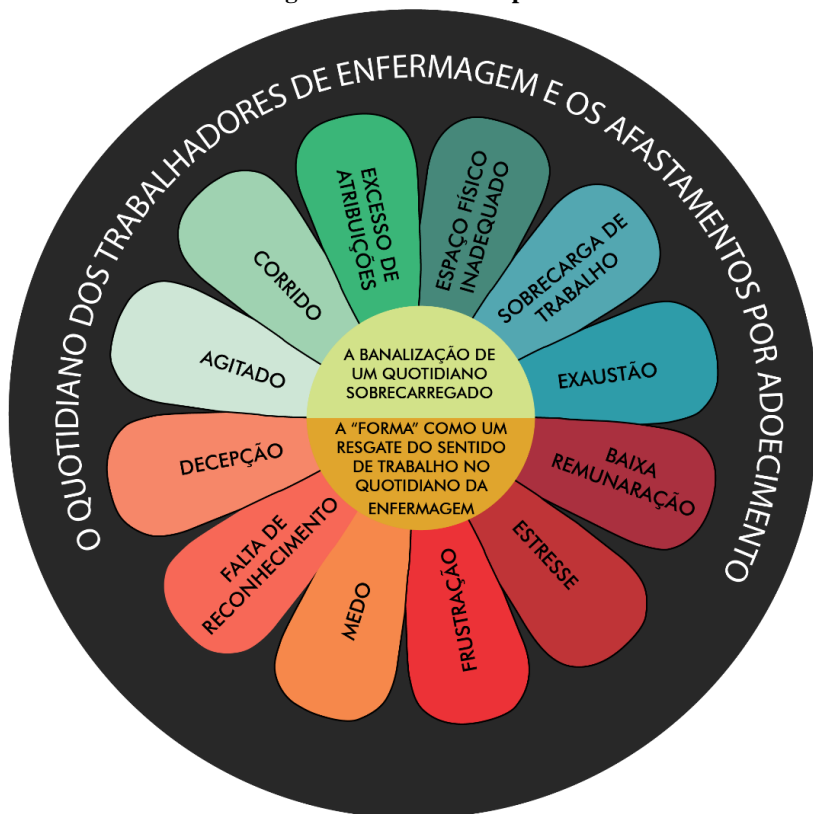 O QUOTIDIANO DOS TRABALHADORES DE ENFERMAGEM E OS AFASTAMENTOS POR ADOECIMENTO
EXCESSO DE
ATRIBUIÇÕES
ESPAÇO FÍSICO
INADEQUADO
SOBRECARGA DE
TRABALHO
EXAUSTÃO
BAIXA
REMUNARAÇÃO
ESTRESSE
FRUSTRAÇÃO
MEDO
FALTA DE
RECONHECIMENTO
DECEPÇÃO
AGITADO
CORRIDO
A BANALIZAÇÃO DE
UM QUOTIDIANO
SOBRECARREGADO
A “FORMA” COMO UM
RESGATE DO SENTIDO
DE TRABALHO NO
QUOTIDIANO DA
ENFERMAGEM